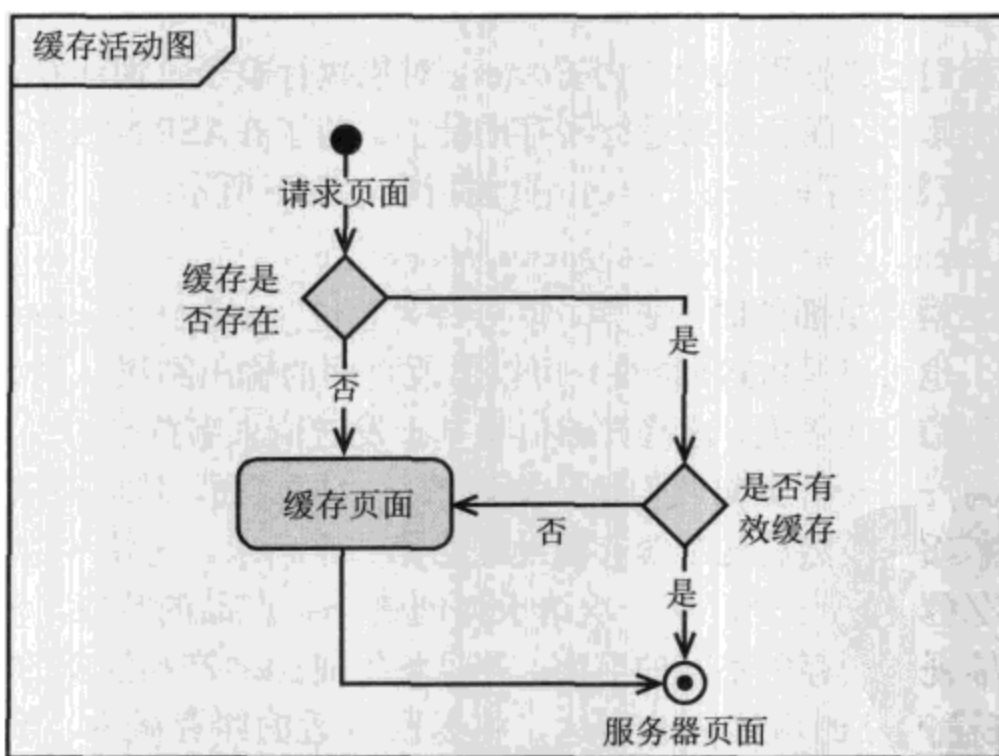 缓存活动图
请求页面
缓存是
否存在
是
否
缓存页面
否
是否有
效缓存
是
服务器页面